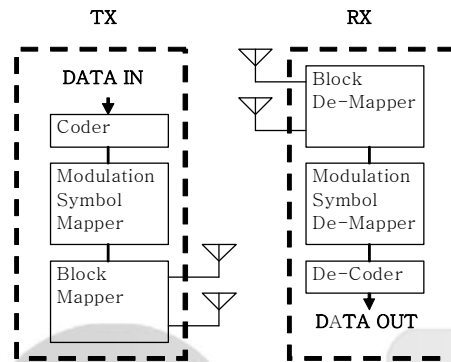 TX
DATA IN
Coder
Modulation
Symbol
Mapper
Block
Mapper
RX
Block
De-Mapper
Modulation
Symbol
De-Mapper
De-Coder
DATA OUT